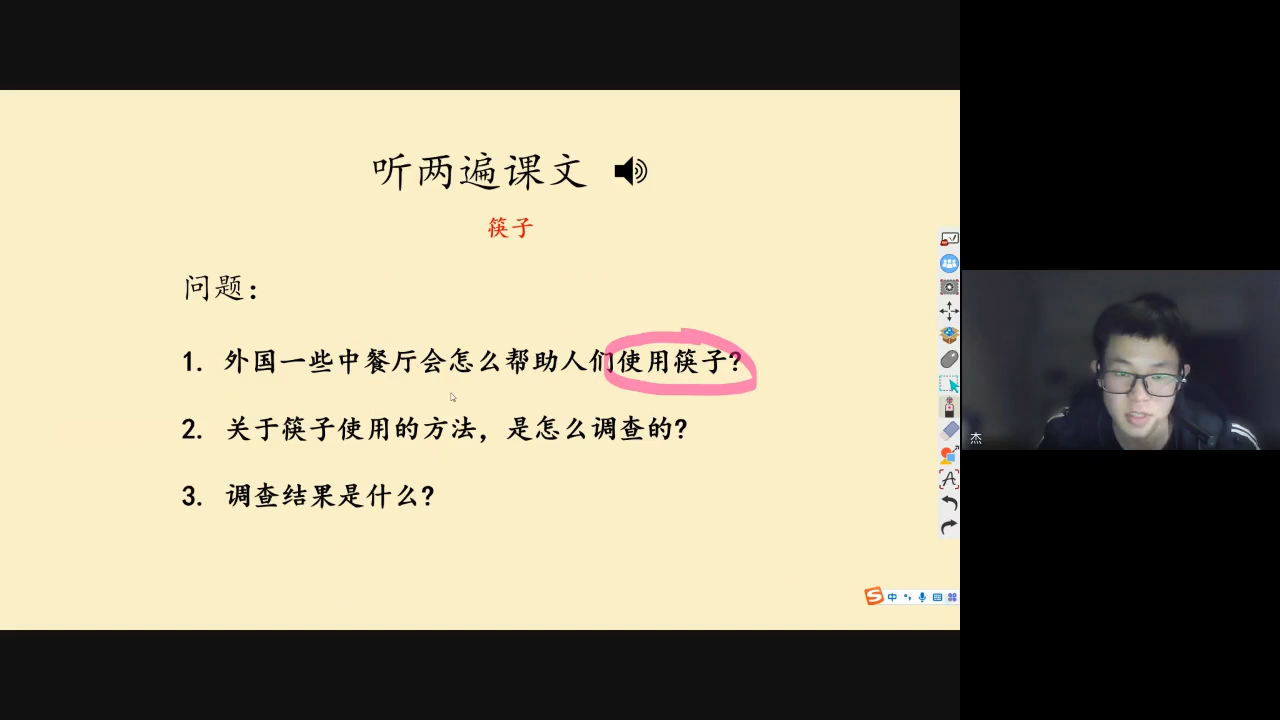 听两遍课文
筷子
问题：
1. 外国一些中餐厅会怎么帮助人们使用筷子?
2. 关于筷子使用的方法，是怎么调查的?
3. 调查结果是什么?
杰
中